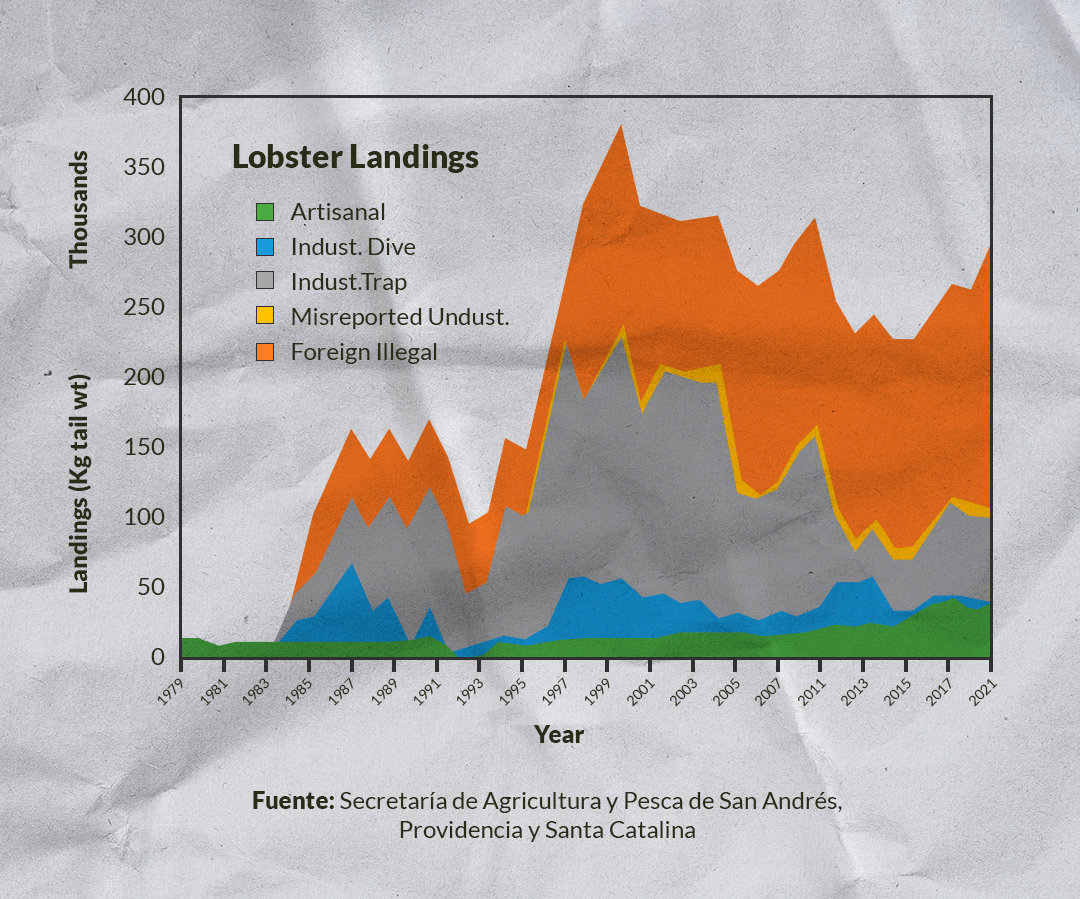 Lobster Landings
Artisanal
Indust. Dive
Indust.Trap
Misreported Undust.
Foreign Illegal
Thousands
Landings (Kg tail wt)
400
350
300
250
200
150
100
50
0
1979 1981 1983 1985 1987 1989 1991 1993 1995 1997 1999 2001 2003 2005 2007 2011 2013 2015 2017 2021
Year
Fuente: Secretaría de Agricultura y Pesca de San Andrés,
Providencia y Santa Catalina